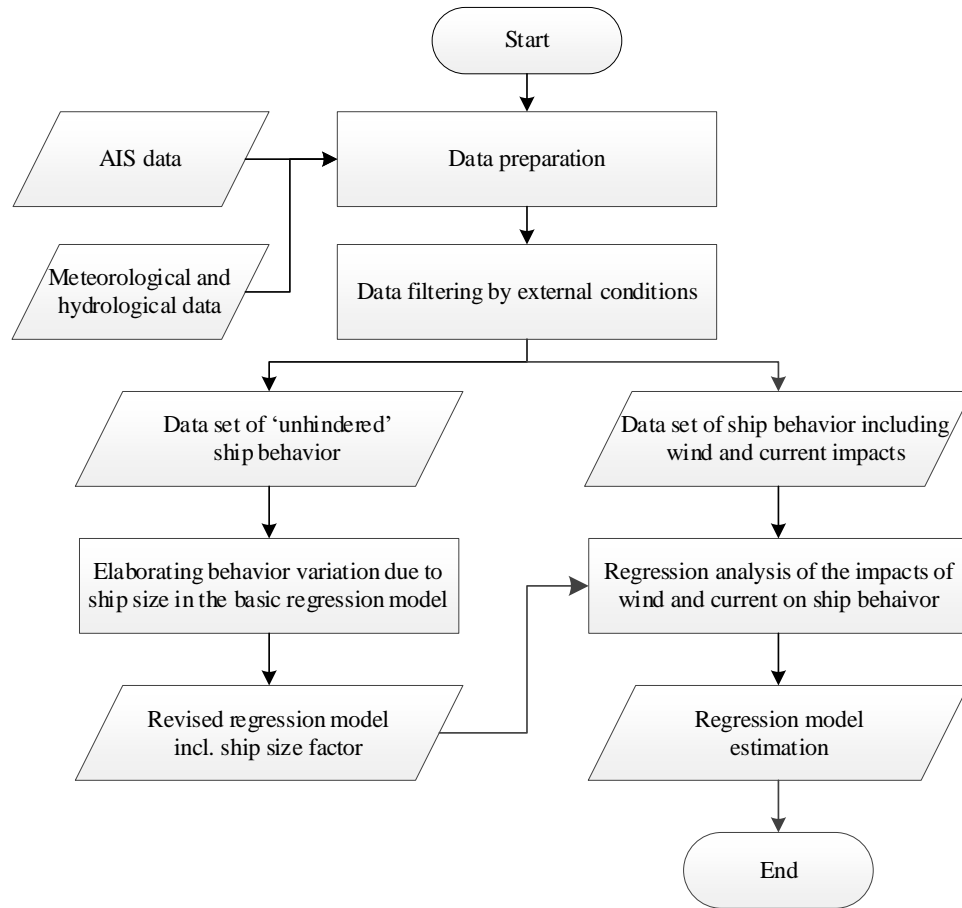 Start
AIS data
Data preparation
Meteorological and
hydrological data
Data filtering by external conditions
Data set of ‘unhindered’
ship behavior
Data set of ship behavior including
wind and current impacts
Elaborating behavior variation due to
ship size in the basic regression model
Regression analysis of the impacts of
wind and current on ship behaivor
Revised regression model
incl. ship size factor
Regression model
estimation
End